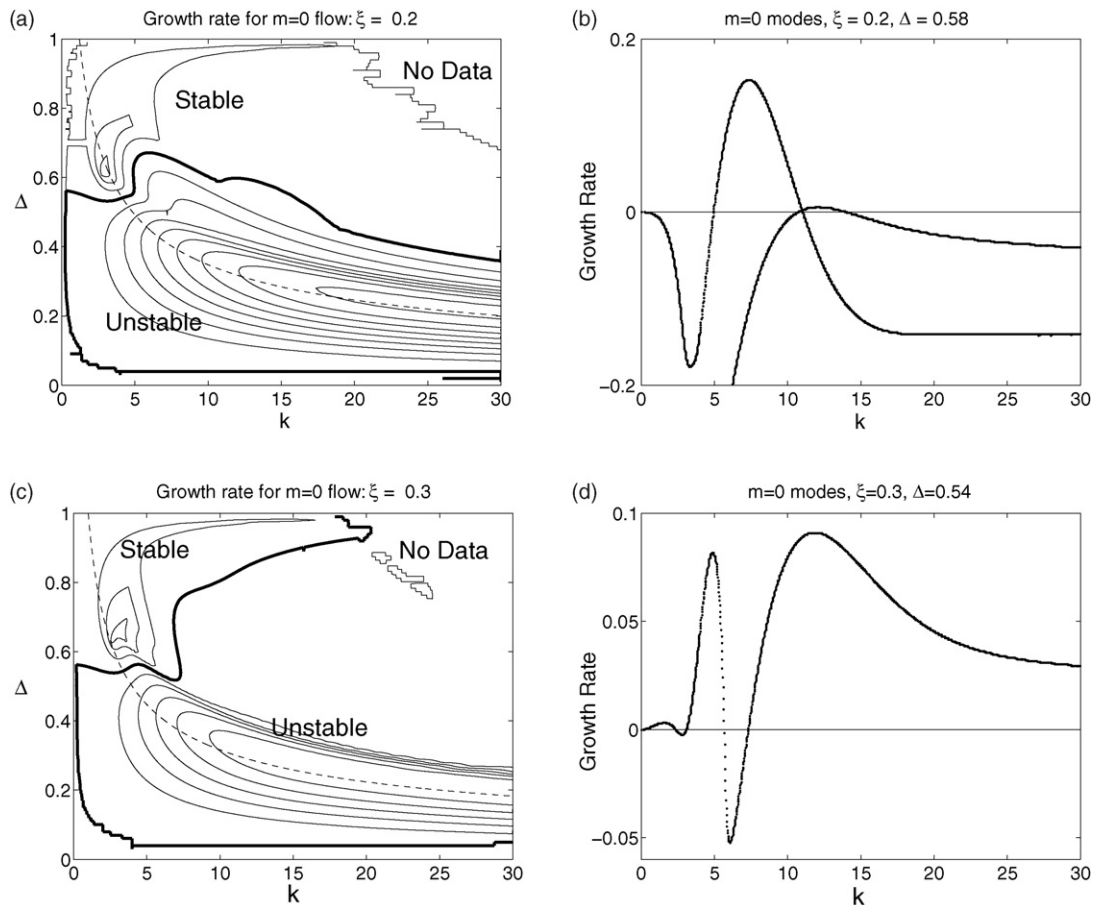 (a) Growth rate for m=0 flow: ξ = 0.2
1
0.8
0.6
Δ
0.4
0.2
0
No Data
Stable
Unstable
0 5 10 15 20 25 30
k
(b) m=0 modes, ξ = 0.2, Δ = 0.58
0.2
0
−0.2
Growth Rate
0 5 10 15 20 25 30
k
(c) Growth rate for m=0 flow: ξ = 0.3
1
0.8
0.6
Δ
0.4
0.2
0
Stable
No Data
Unstable
0 5 10 15 20 25 30
k
(d) m=0 modes, ξ=0.3, Δ=0.54
0.1
0.05
0
−0.05
Growth Rate
0 5 10 15 20 25 30
k